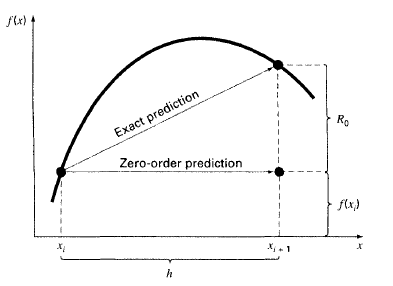 f(x)
Exact prediction
Zero-order prediction
R₀
f(xᵢ)
xᵢ
xᵢ₊₁
x
h